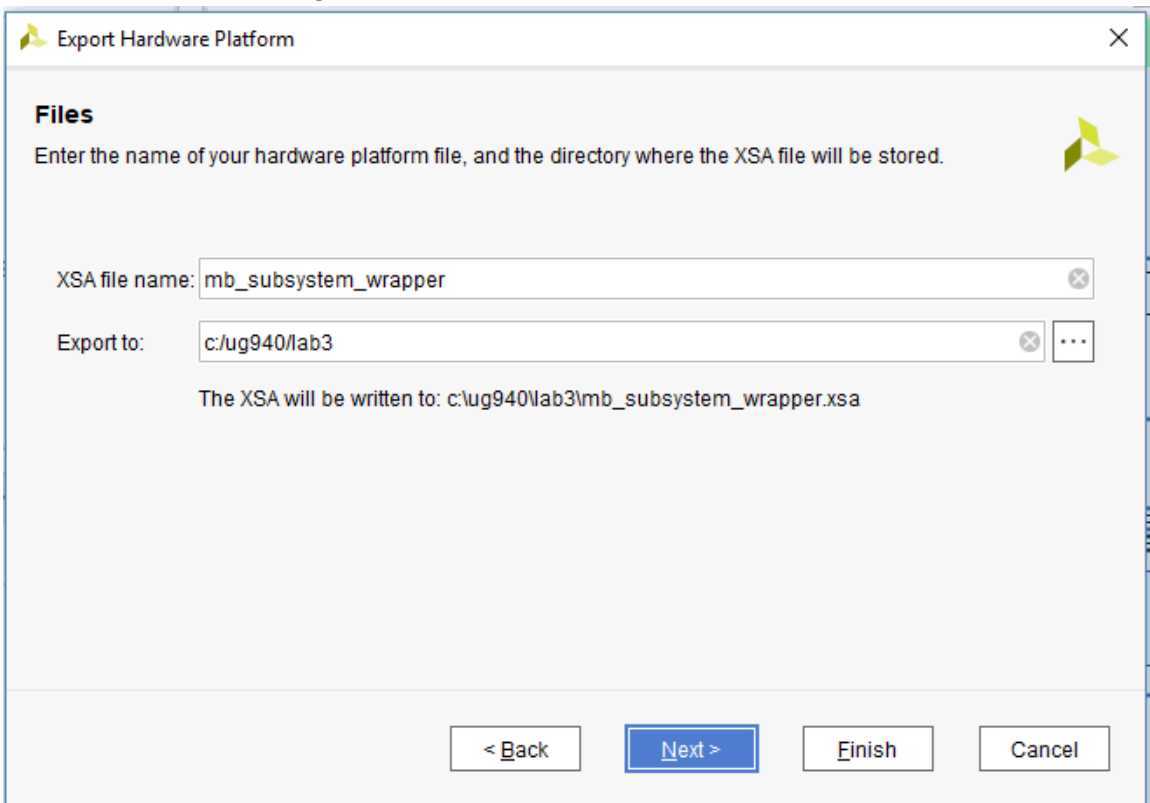 Export Hardware Platform
Files
Enter the name of your hardware platform file, and the directory where the XSA file will be stored.
XSA file name: mb_subsystem_wrapper
Export to: c:/ug940/lab3 ...
The XSA will be written to: c:\ug940\lab3\mb_subsystem_wrapper.xsa
< Back Next > Finish Cancel